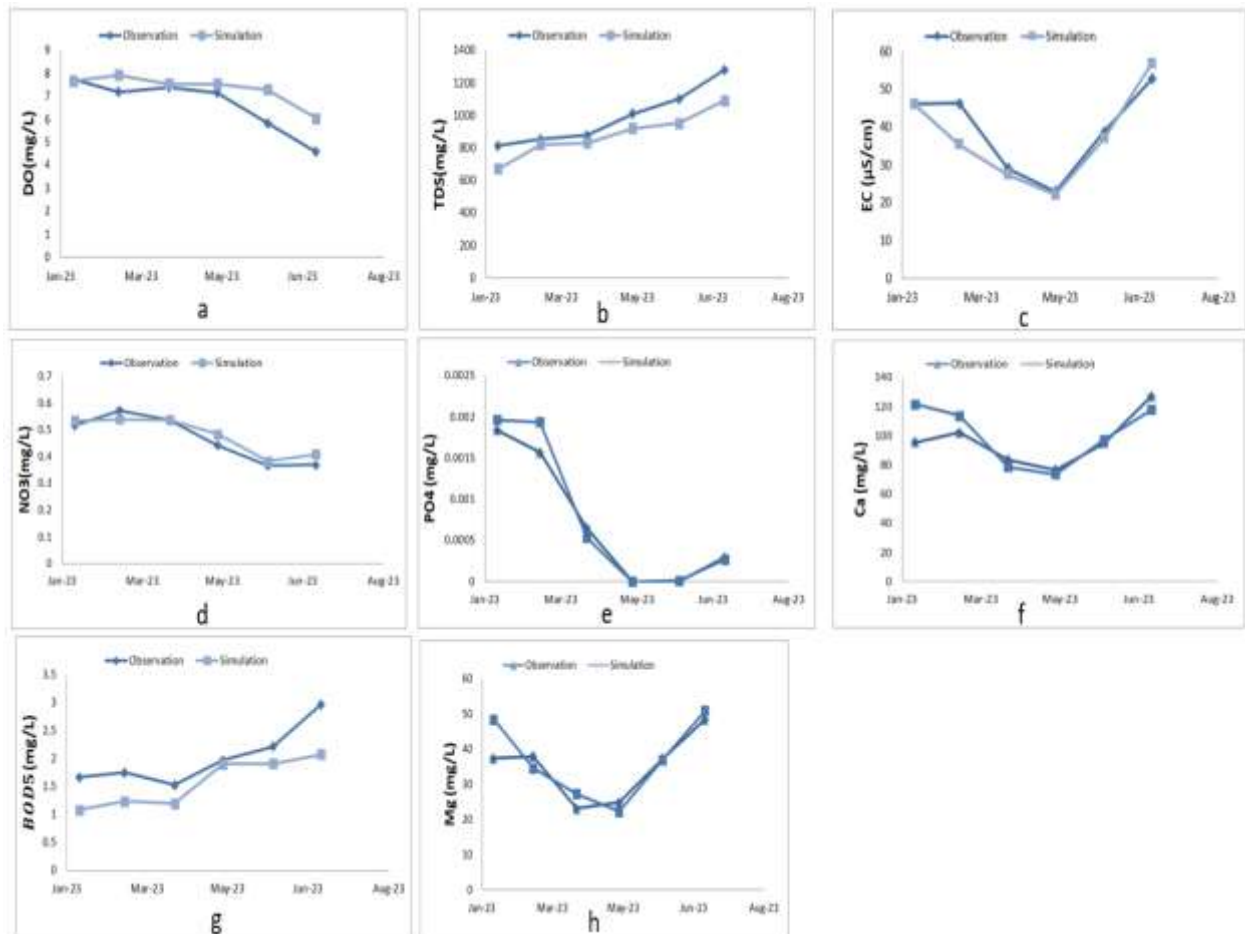 Observation Simulation
DO(mg/L)
9
8
7
6
5
4
3
2
1
0
Jan-23 Mar-23 May-23 Jun-23 Aug-23
a
Observation Simulation
TDS(mg/L)
1400
1200
1000
800
600
400
200
0
Jan-23 Mar-23 May-23 Jun-23 Aug-23
b
Observation Simulation
EC (µS/cm)
60
50
40
30
20
10
0
Jan-23 Mar-23 May-23 Jun-23 Aug-23
c
Observation Simulation
NO3(mg/L)
0.7
0.6
0.5
0.4
0.3
0.2
0.1
0
Jan-23 Mar-23 May-23 Jun-23 Aug-23
d
Observation Simulation
PO4 (mg/L)
0.0025
0.002
0.0015
0.001
0.0005
0
Jan-23 Mar-23 May-23 Jun-23 Aug-23
e
Observation Simulation
Ca (mg/L)
140
120
100
80
60
40
20
0
Jan-23 Mar-23 May-23 Jun-23 Aug-23
f
Observation Simulation
BOD5 (mg/L)
3.5
3
2.5
2
1.5
1
0.5
0
Jan-23 Mar-23 May-23 Jun-23 Aug-23
g
Observation Simulation
Mg (mg/L)
60
50
40
30
20
10
0
Jan-23 Mar-23 May-23 Jun-23 Aug-23
h